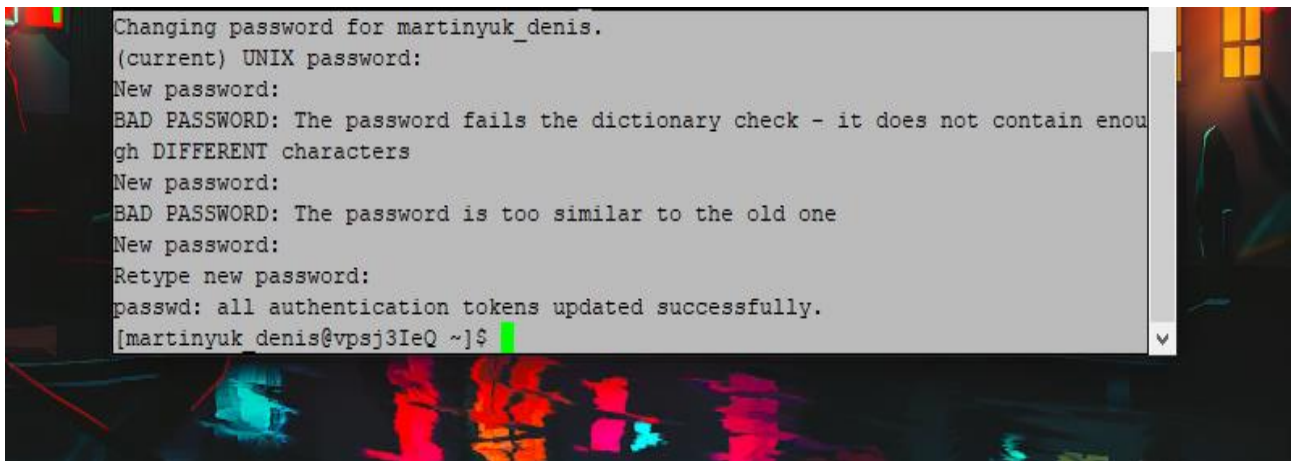 Changing password for martinyuk_denis.
(current) UNIX password:
New password:
BAD PASSWORD: The password fails the dictionary check - it does not contain enou
gh DIFFERENT characters
New password:
BAD PASSWORD: The password is too similar to the old one
New password:
Retype new password:
passwd: all authentication tokens updated successfully.
[martinyuk_denis@vpsj3IeQ ~]$